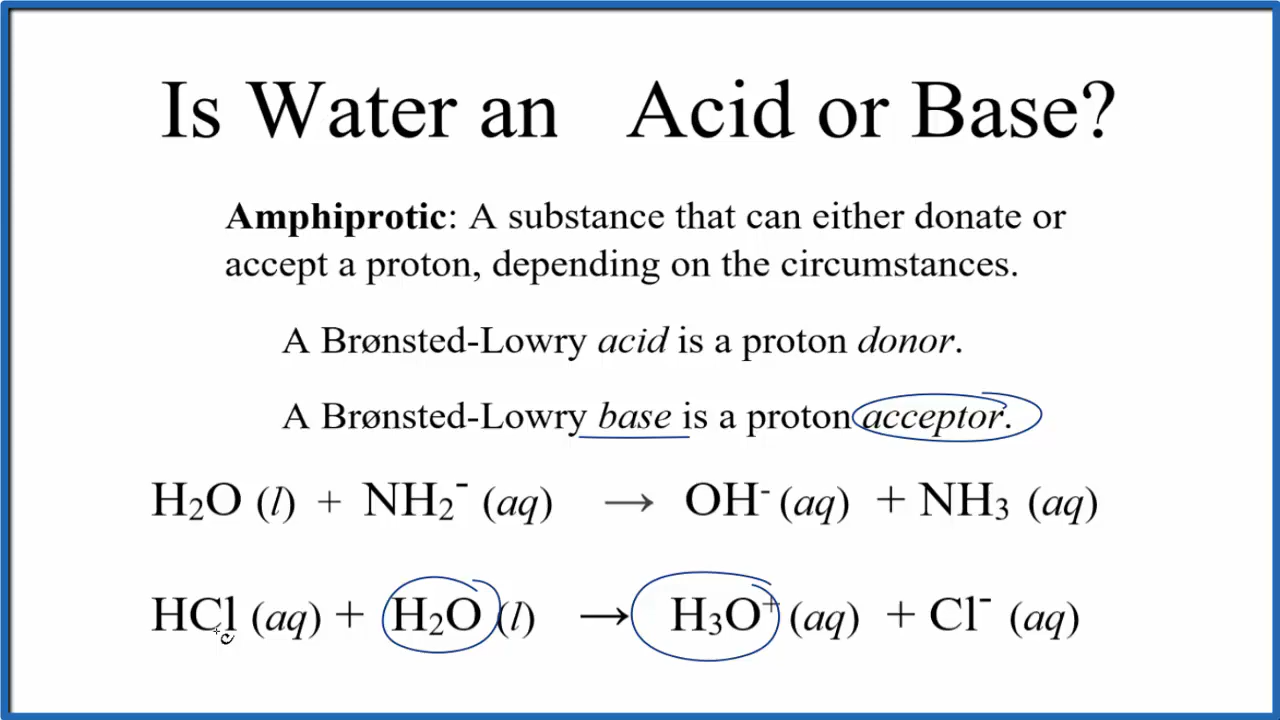 Is Water an Acid or Base?
Amphiprotic: A substance that can either donate or
accept a proton, depending on the circumstances.
A Brønsted-Lowry acid is a proton donor.
A Brønsted-Lowry base is a proton acceptor.
H₂O (l) + NH₂⁻ (aq) → OH⁻ (aq) + NH₃ (aq)
HCl (aq) + H₂O (l) → H₃O⁺ (aq) + Cl⁻ (aq)